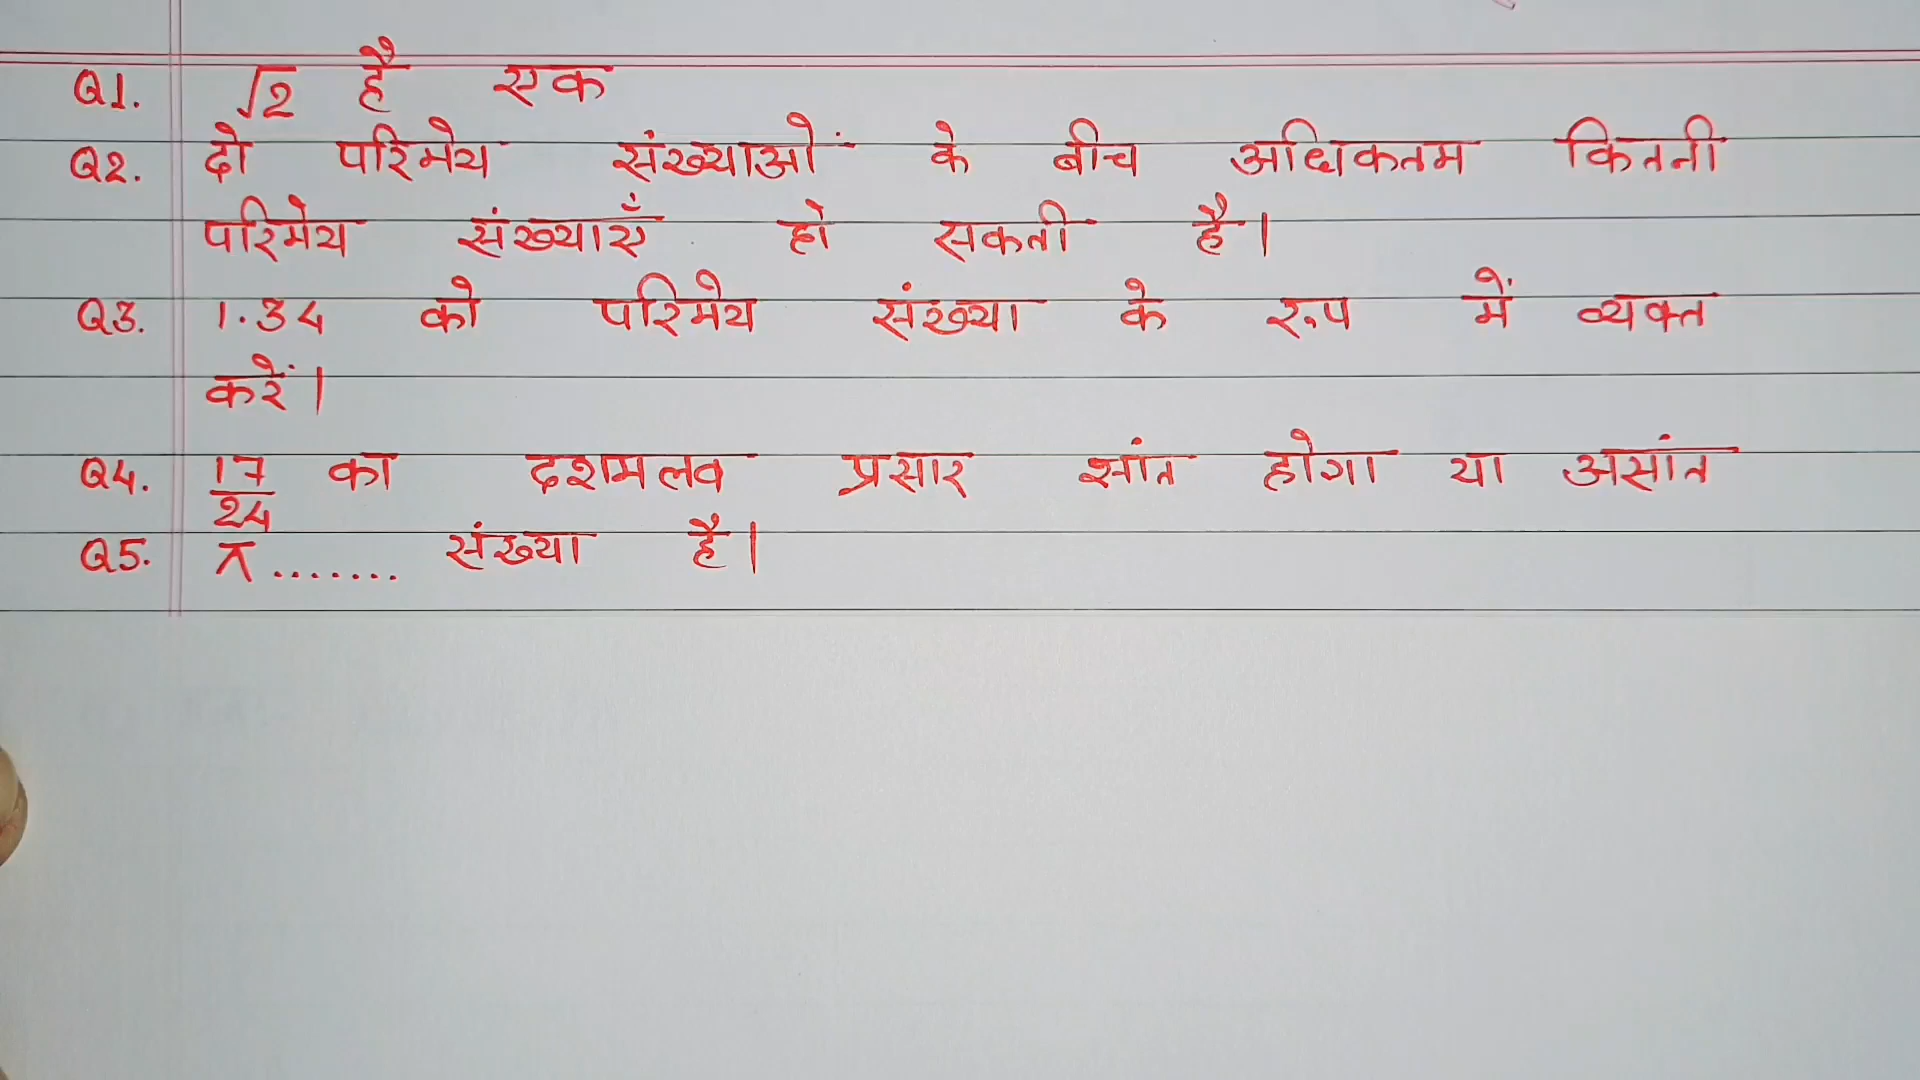 Q1. √2 है एक
Q2. दो परिमेय संख्याओं के बीच अधिकतम कितनी
परिमेय संख्याएँ हो सकती है।
Q3. 1.34 को परिमेय संख्या के रूप में व्यक्त
करें।
Q4. 17/24 का दशमलव प्रसार सांत होगा या असांत
Q5. π....... संख्या है।